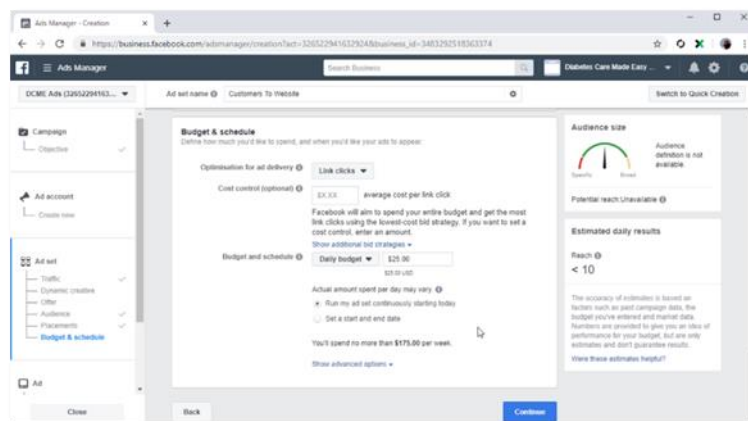 Ads Manager - Creation
Ads Manager
Search Business
Diabetes Care Made Easy ...
DCME Ads (32652294163...
Ad set name
Customers To Website
Switch to Quick Creation
Campaign
Objective
Ad account
Create new
Ad set
Traffic
Dynamic creative
Offer
Audience
Placements
Budget & schedule
Ad
Close
Budget & schedule
Define how much you'd like to spend, and when you'd like your ads to appear.
Optimisation for ad delivery
Link clicks
Cost control (optional)
$X.XX
average cost per link click
Facebook will aim to spend your entire budget and get the most
link clicks using the lowest-cost bid strategy. If you want to set a
cost control, enter an amount.
Show additional bid strategies
Budget and schedule
Daily budget
$25.00
$25.00 USD
Actual amount spent per day may vary.
Run my ad set continuously starting today
Set a start and end date
You'll spend no more than $175.00 per week.
Show advanced options
Back
Continue
Audience size
Audience
definition is not
available.
Specific
Broad
Potential reach:Unavailable
Estimated daily results
Reach
< 10
The accuracy of estimates is based on
factors such as past campaign data, the
budget you've entered and market data.
Numbers are provided to give you an idea of
performance for your budget, but are only
estimates and don't guarantee results.
Were these estimates helpful?